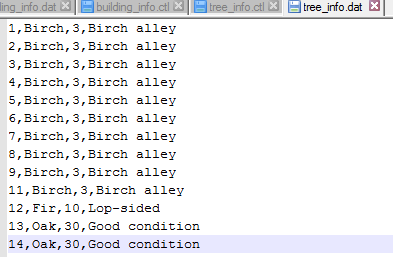 ling_info.dat building_info.ctl tree_info.ctl tree_info.dat
1,Birch,3,Birch alley
2,Birch,3,Birch alley
3,Birch,3,Birch alley
4,Birch,3,Birch alley
5,Birch,3,Birch alley
6,Birch,3,Birch alley
7,Birch,3,Birch alley
8,Birch,3,Birch alley
9,Birch,3,Birch alley
11,Birch,3,Birch alley
12,Fir,10,Lop-sided
13,Oak,30,Good condition
14,Oak,30,Good condition